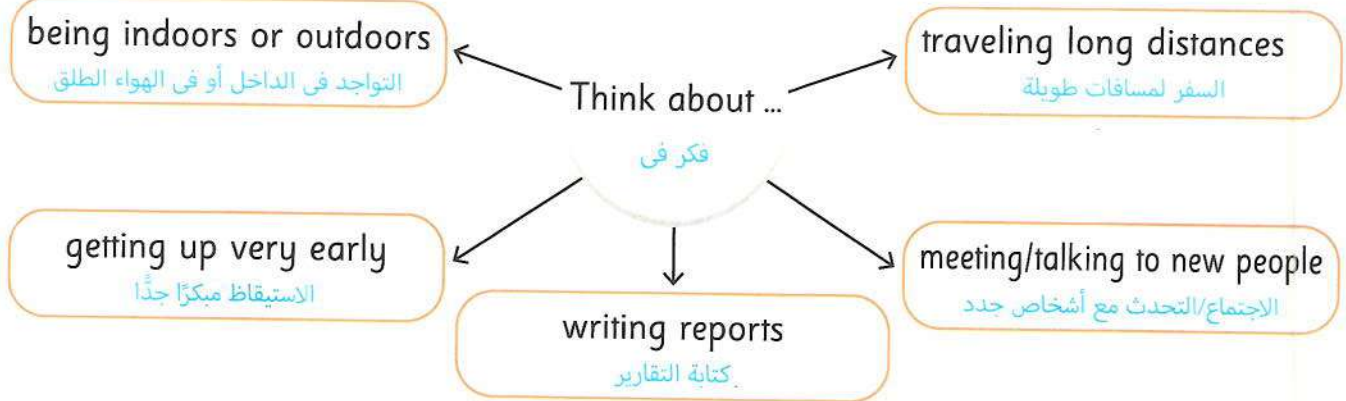 being indoors or outdoors
التواجد فى الداخل أو فى الهواء الطلق
Think about ...
فكر فى
traveling long distances
السفر لمسافات طويلة
getting up very early
الاستيقاظ مبكرًا جدًّا
writing reports
كتابة التقارير
meeting/talking to new people
الاجتماع/التحدث مع أشخاص جدد